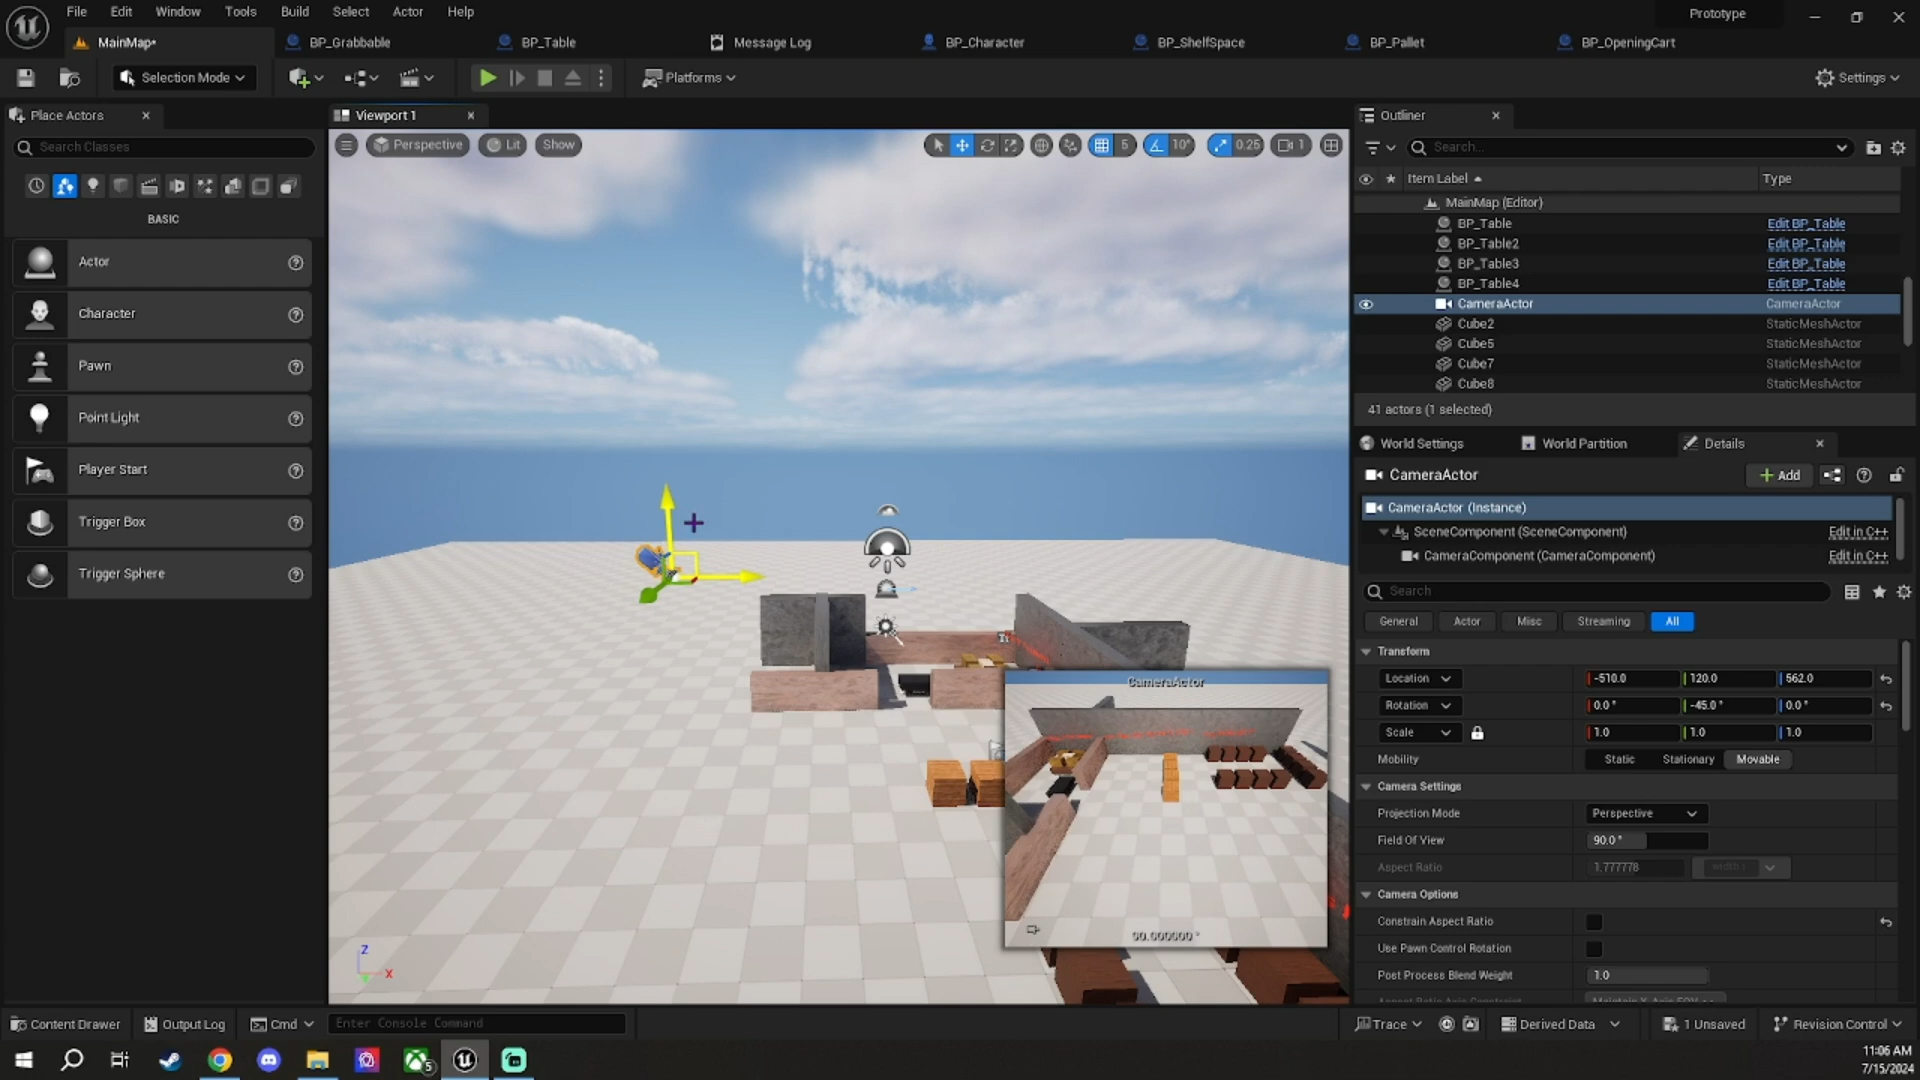 File Edit Window Tools Build Select Actor Help
Prototype
MainMap*
BP_Grabbable
BP_Table
Message Log
BP_Character
BP_ShelfSpace
BP_Pallet
BP_OpeningCart
Selection Mode
Platforms
Settings
Place Actors
Search Classes
BASIC
Actor
Character
Pawn
Point Light
Player Start
Trigger Box
Trigger Sphere
Viewport 1
Perspective Lit Show
5 10° 0.25 1
CameraActor
90.000000 °
Z
X
Outliner
Search...
Item Label Type
MainMap (Editor)
BP_Table Edit BP_Table
BP_Table2 Edit BP_Table
BP_Table3 Edit BP_Table
BP_Table4 Edit BP_Table
CameraActor CameraActor
Cube2 StaticMeshActor
Cube5 StaticMeshActor
Cube7 StaticMeshActor
Cube8 StaticMeshActor
41 actors (1 selected)
World Settings World Partition Details
CameraActor Add
CameraActor (Instance)
SceneComponent (SceneComponent) Edit in C++
CameraComponent (CameraComponent) Edit in C++
Search
General Actor Misc Streaming All
Transform
Location -510.0 120.0 562.0
Rotation 0.0° -45.0° 0.0°
Scale 1.0 1.0 1.0
Mobility Static Stationary Movable
Camera Settings
Projection Mode Perspective
Field Of View 90.0°
Aspect Ratio 1.777778
Camera Options
Constrain Aspect Ratio
Use Pawn Control Rotation
Post Process Blend Weight 1.0
Content Drawer Output Log Cmd Enter Console Command
Trace Derived Data 1 Unsaved Revision Control
5
11:06 AM
7/15/2024